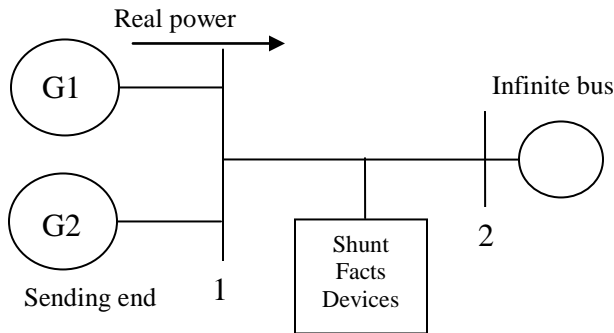 Real power
G1
Infinite bus
G2
Shunt
Facts
Devices
2
Sending end
1